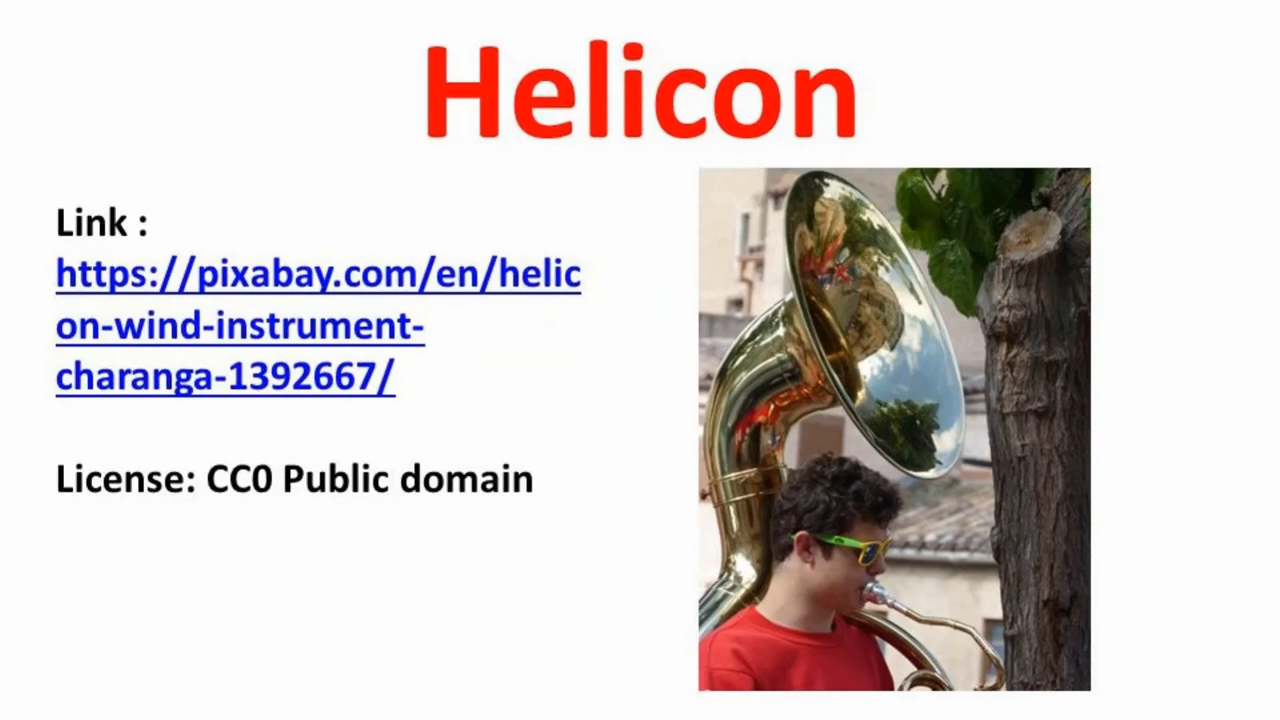 Helicon
Link :
https://pixabay.com/en/helic
on-wind-instrument-
charanga-1392667/
License: CC0 Public domain